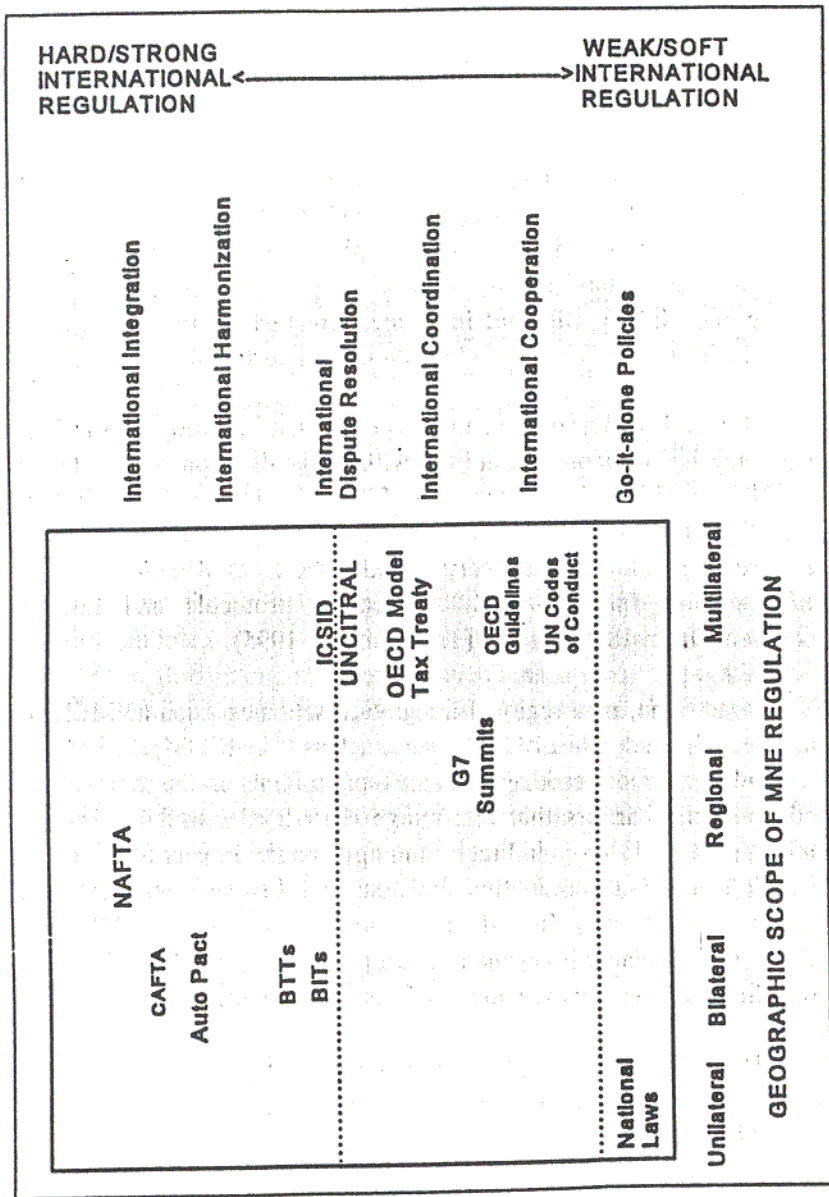 HARD/STRONG
INTERNATIONAL<
REGULATION
WEAK/SOFT
>INTERNATIONAL
REGULATION
International Integration
International Harmonization
International
Dispute Resolution
International Coordination
International Cooperation
Go-It-alone Policies
NAFTA
CAFTA
Auto Pact
BTTs
BITs
ICSID
UNCITRAL
OECD Model
Tax Treaty
G7
Summits
OECD
Guidelines
UN Codes
of Conduct
National
Laws
Unilateral
Bilateral
Regional
Multilateral
GEOGRAPHIC SCOPE OF MNE REGULATION